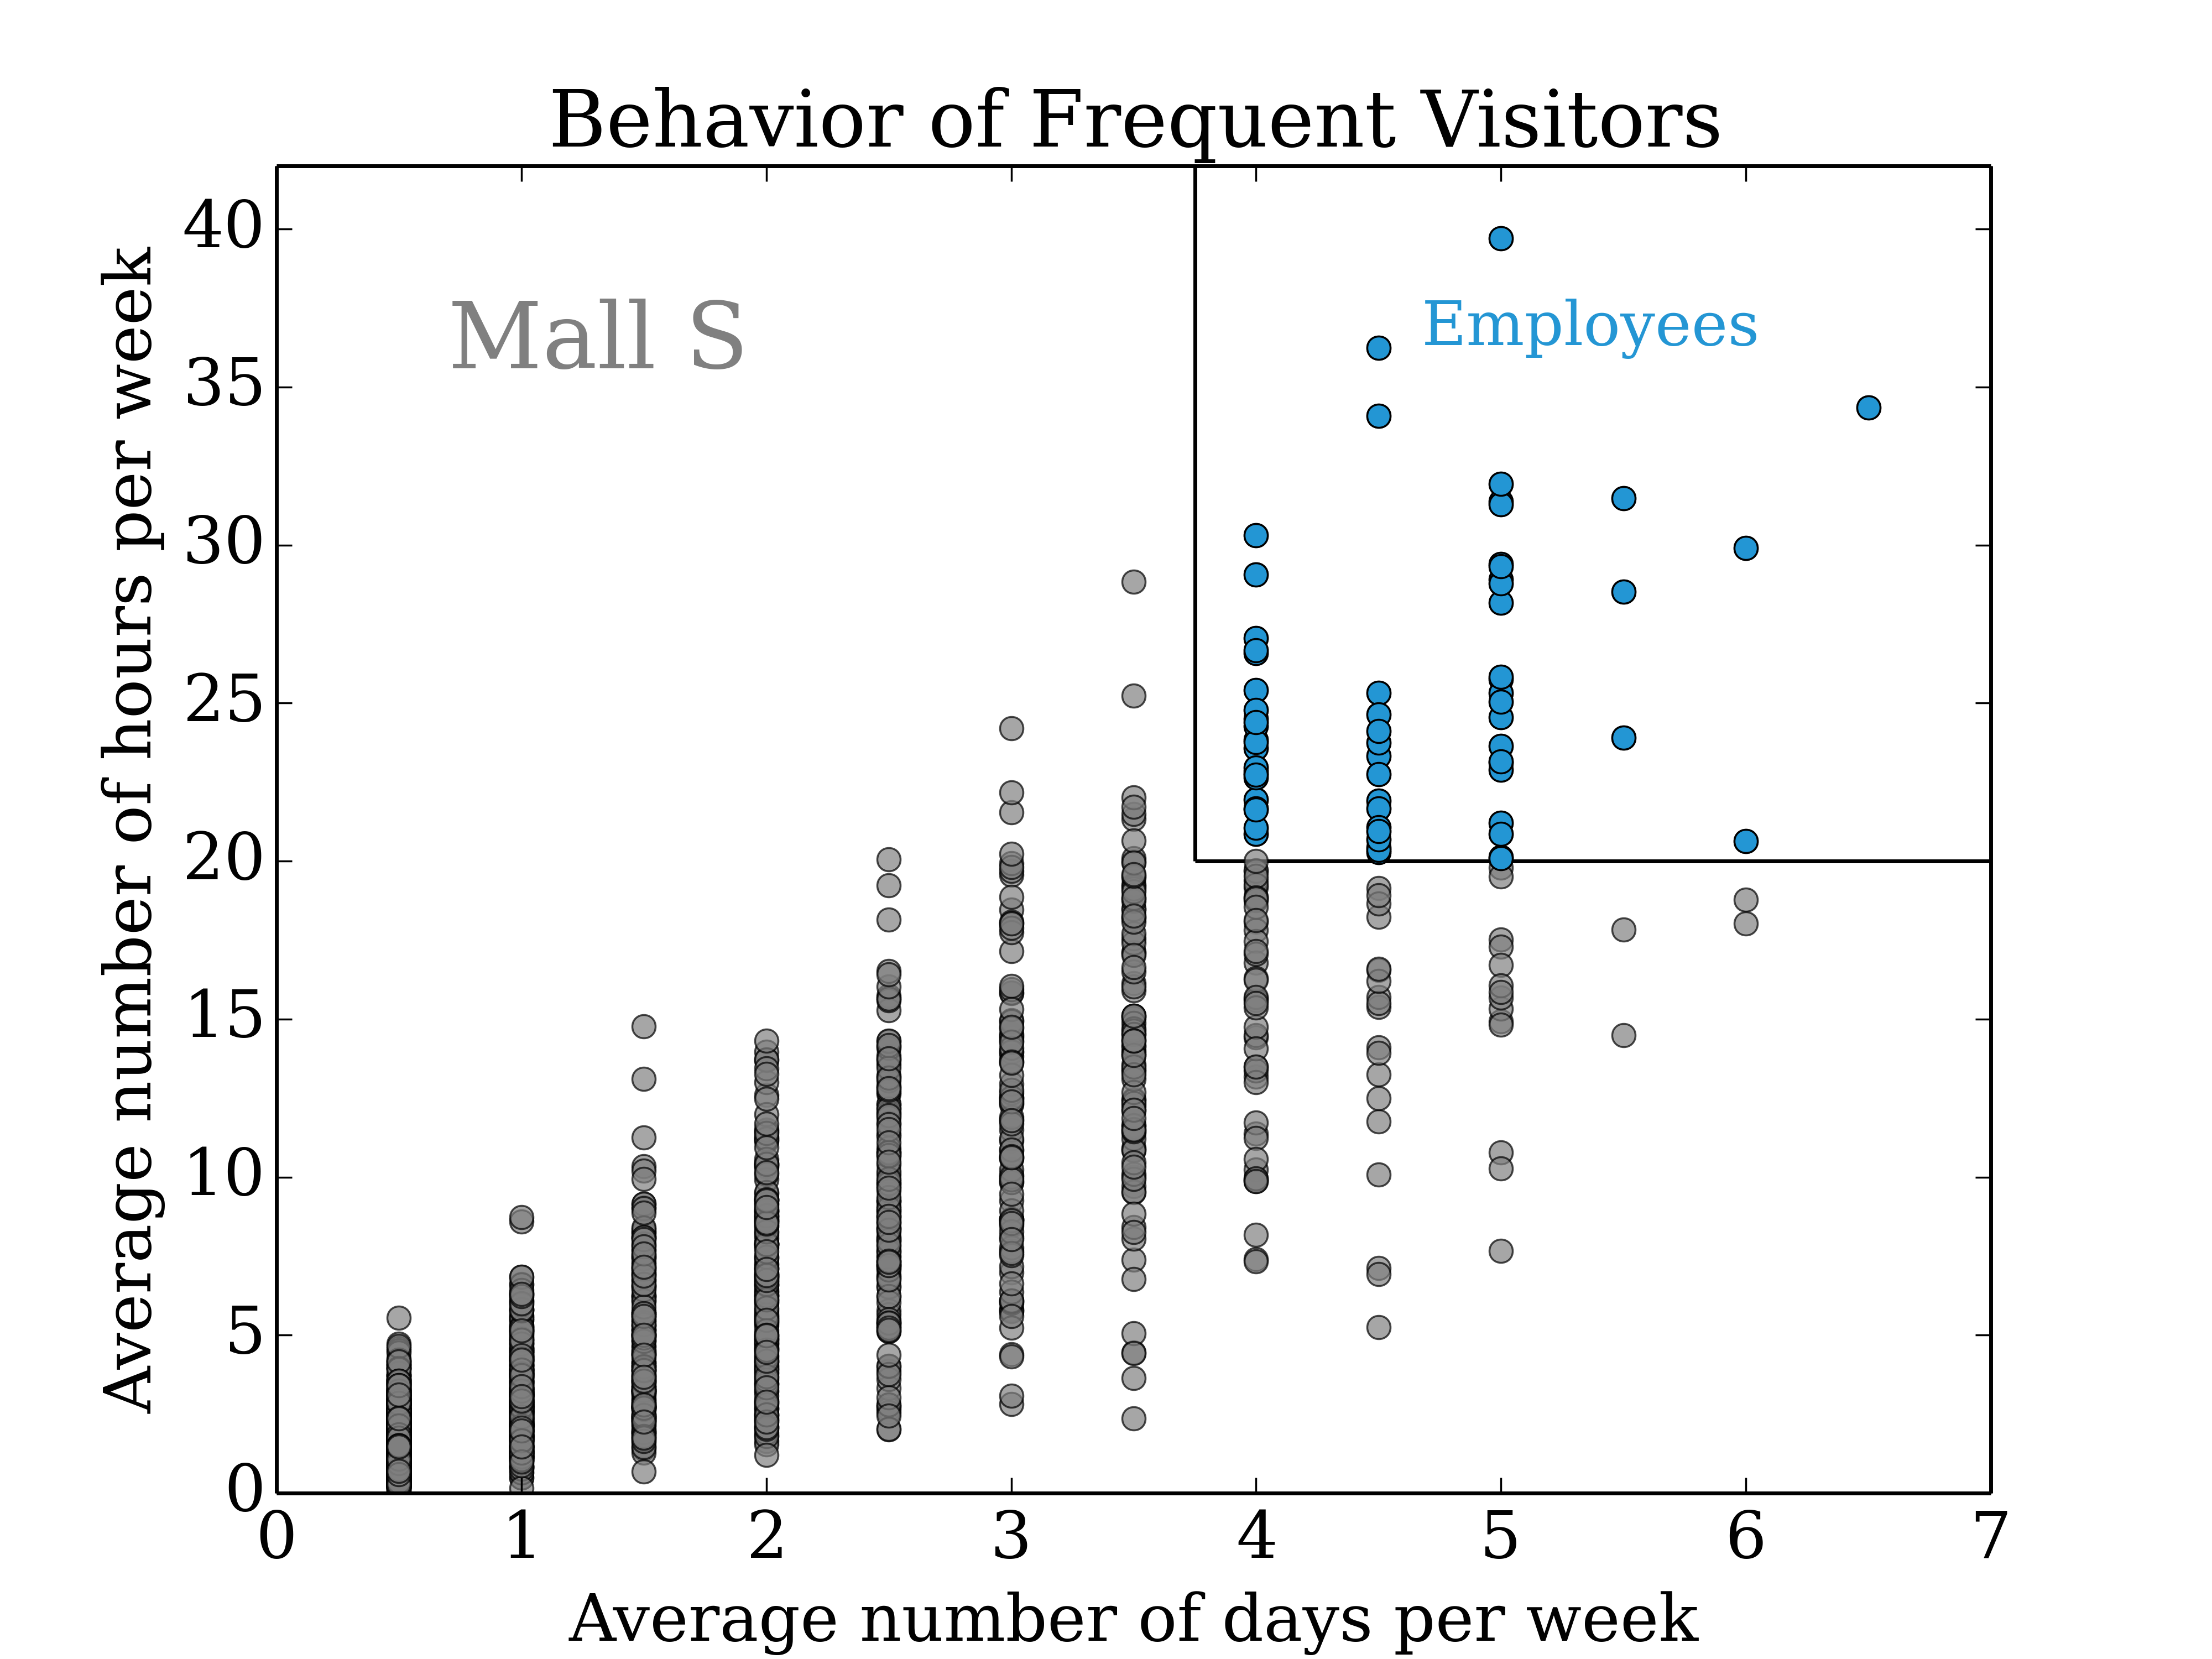 Behavior of Frequent Visitors
Mall S
Employees
Average number of hours per week
40
35
30
25
20
15
10
5
0
0 1 2 3 4 5 6 7
Average number of days per week